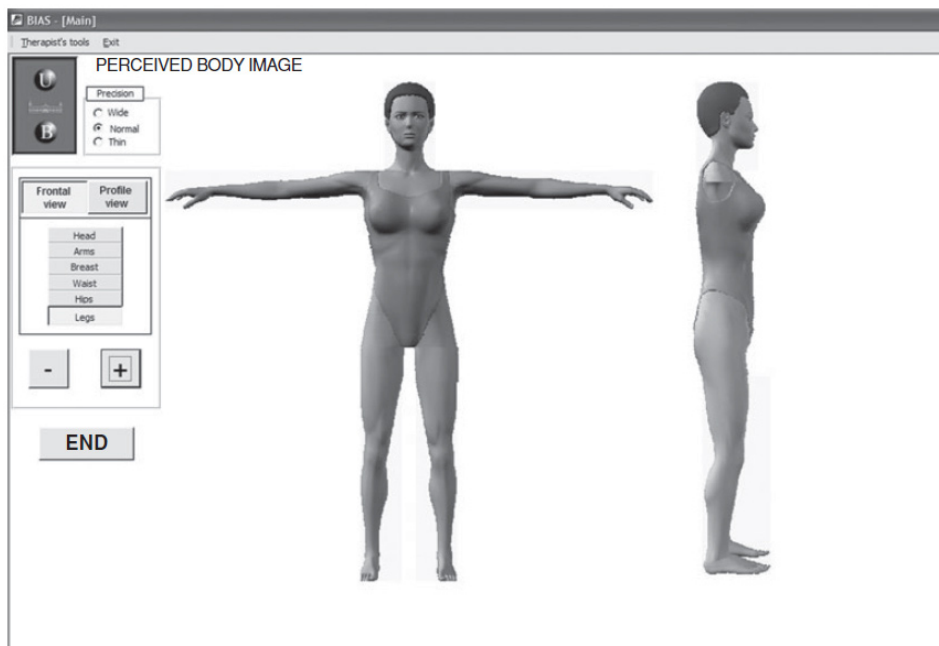 BIAS - [Main]
Therapist's tools Exit
PERCEIVED BODY IMAGE
U
B
Precision
Wide
Normal
Thin
Frontal view
Profile view
Head
Arms
Breast
Waist
Hips
Legs
- +
END